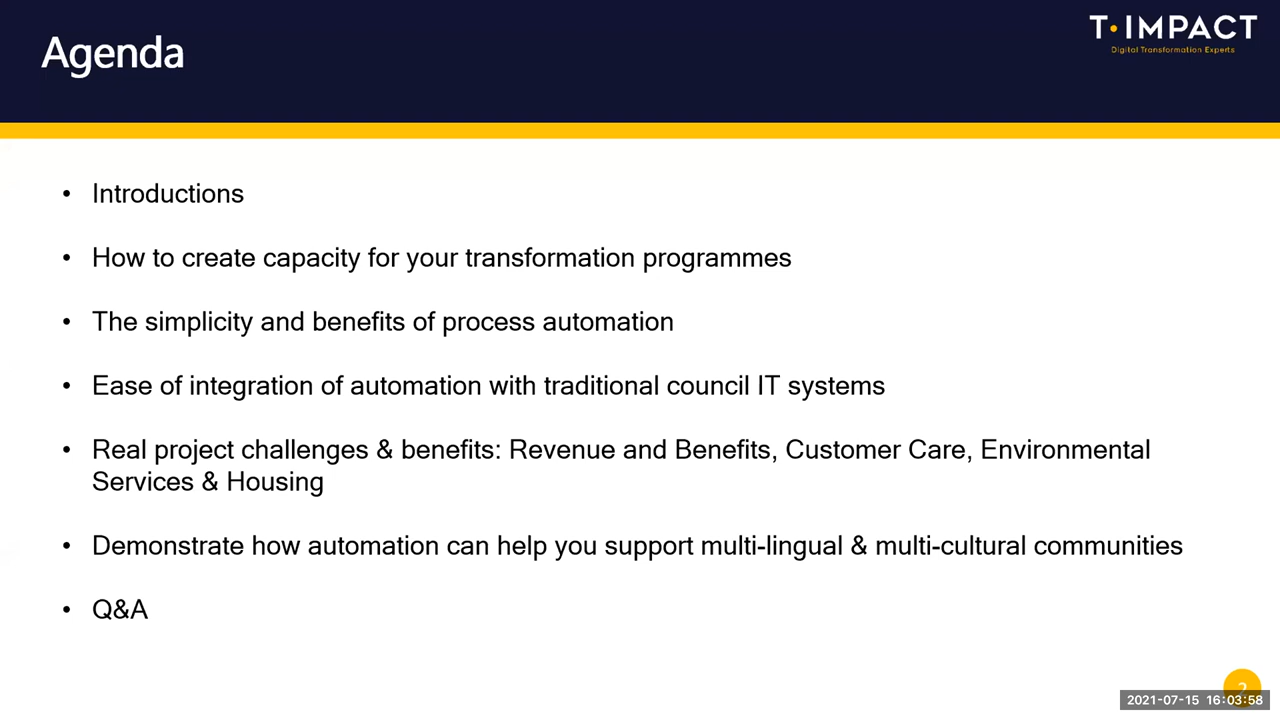 Agenda
T·IMPACT
Digital Transformation Experts
• Introductions
• How to create capacity for your transformation programmes
• The simplicity and benefits of process automation
• Ease of integration of automation with traditional council IT systems
• Real project challenges & benefits: Revenue and Benefits, Customer Care, Environmental
Services & Housing
• Demonstrate how automation can help you support multi-lingual & multi-cultural communities
• Q&A
2
2021-07-15 16:03:58